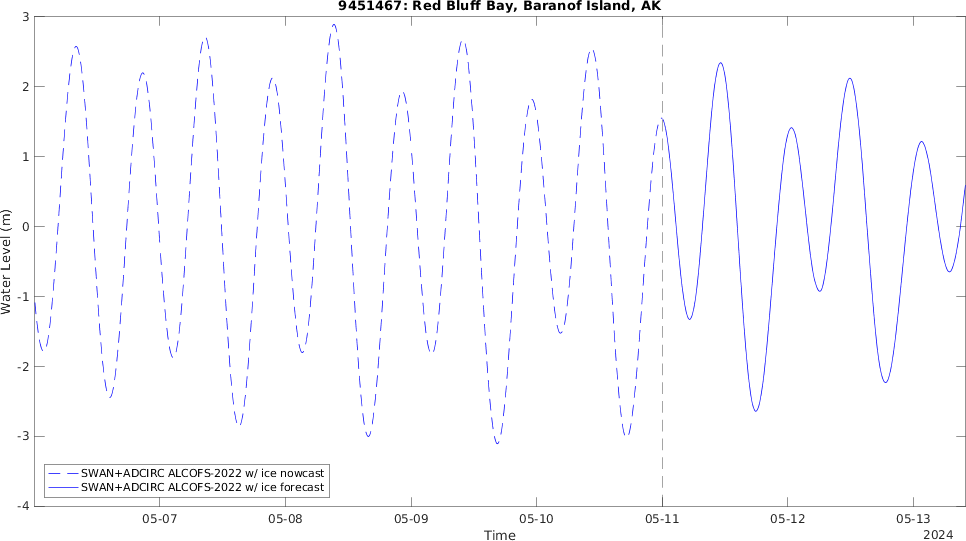 9451467: Red Bluff Bay, Baranof Island, AK
3
2
1
0
-1
-2
-3
-4
Water Level (m)
SWAN+ADCIRC ALCOFS-2022 w/ ice nowcast
SWAN+ADCIRC ALCOFS-2022 w/ ice forecast
05-07 05-08 05-09 05-10 05-11 05-12 05-13
Time
2024